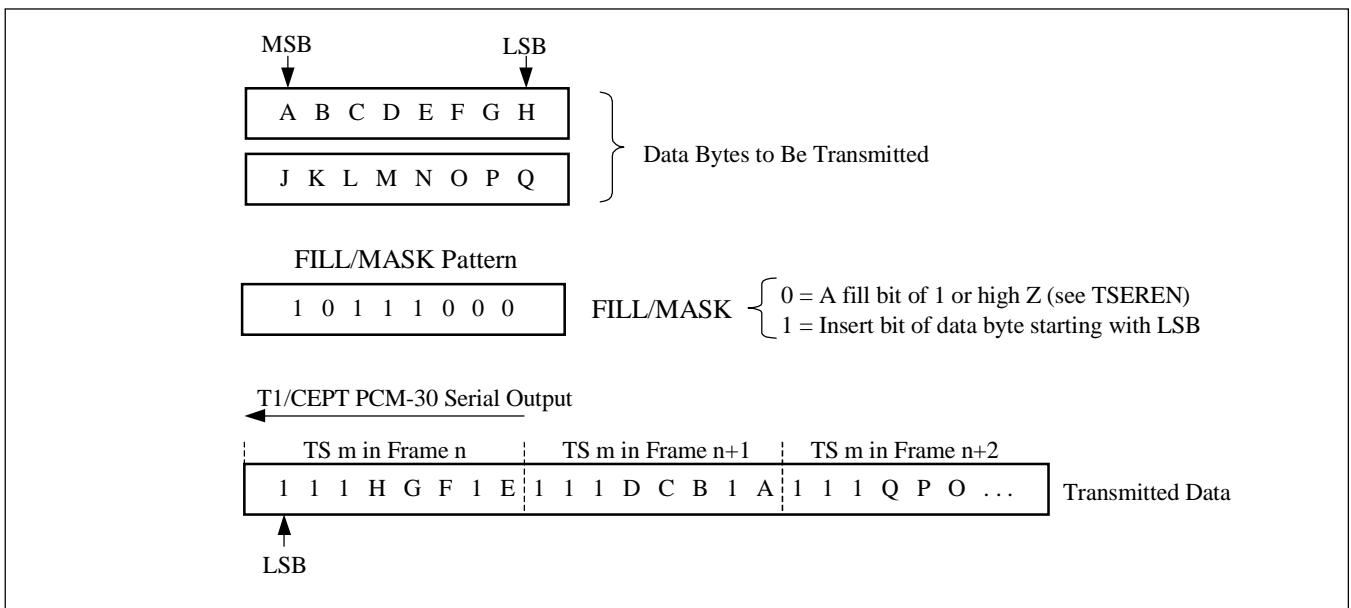 MSB LSB
A B C D E F G H
J K L M N O P Q
Data Bytes to Be Transmitted
FILL/MASK Pattern
1 0 1 1 1 0 0 0
FILL/MASK
0 = A fill bit of 1 or high Z (see TSEREN)
1 = Insert bit of data byte starting with LSB
T1/CEPT PCM-30 Serial Output
TS m in Frame n TS m in Frame n+1 TS m in Frame n+2
1 1 1 H G F 1 E 1 1 1 D C B 1 A 1 1 1 Q P O ... Transmitted Data
LSB